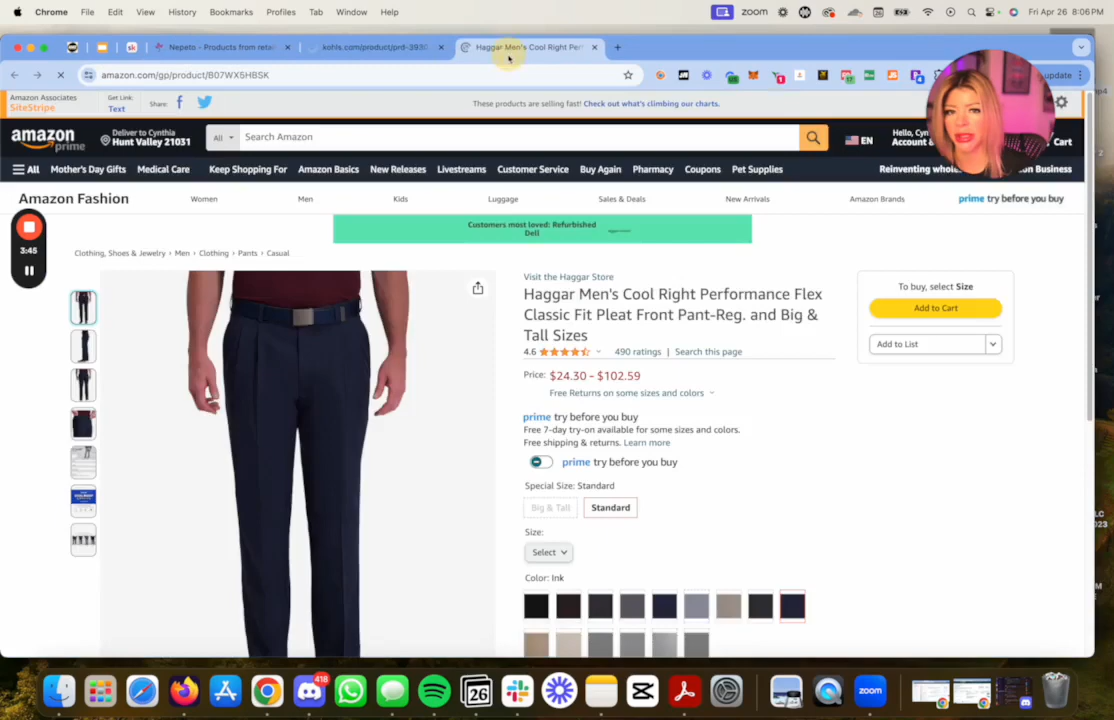 Chrome File Edit View History Bookmarks Profiles Tab Window Help
zoom Fri Apr 26 8:06PM
sk Nepeto - Products from retai kohls.com/product/prd-3930 Haggar Men's Cool Right Perf
amazon.com/gp/product/B07WX5HBSK
update
Amazon Associates
SiteStripe
Get Link:
Text
Share:
These products are selling fast! Check out what's climbing our charts.
amazon
prime
Deliver to Cynthia
Hunt Valley 21031
All Search Amazon
EN
Hello, Cyn
Account &
Cart
All Mother's Day Gifts Medical Care Keep Shopping For Amazon Basics New Releases Livestreams Customer Service Buy Again Pharmacy Coupons Pet Supplies Reinventing whole on Business
Amazon Fashion Women Men Kids Luggage Sales & Deals New Arrivals Amazon Brands prime try before you buy
Customers most loved: Refurbished
Dell
3:45
Clothing, Shoes & Jewelry › Men › Clothing › Pants › Casual
Visit the Haggar Store
Haggar Men's Cool Right Performance Flex
Classic Fit Pleat Front Pant-Reg. and Big &
Tall Sizes
4.6 490 ratings | Search this page
Price: $24.30 - $102.59
Free Returns on some sizes and colors
prime try before you buy
Free 7-day try-on available for some sizes and colors.
Free shipping & returns. Learn more
prime try before you buy
Special Size: Standard
Big & Tall Standard
Size:
Select
Color: Ink
To buy, select Size
Add to Cart
Add to List
418
26
zoom